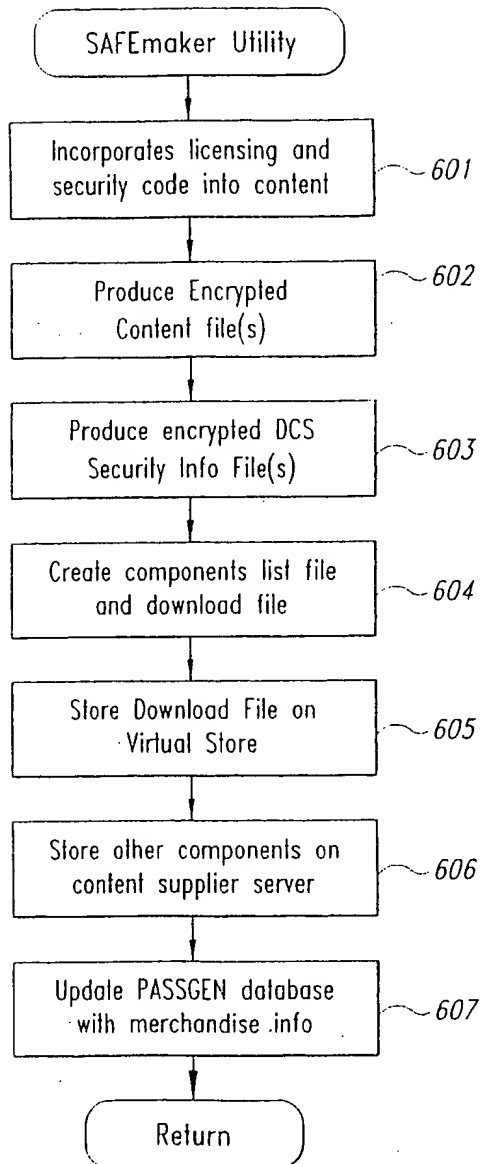 SAFEmaker Utility
Incorporates licensing and
security code into content
601
Produce Encrypted
Content file(s)
602
Produce encrypted DCS
Security Info File(s)
603
Create components list file
and download file
604
Store Download File on
Virtual Store
605
Store other components on
content supplier server
606
Update PASSGEN database
with merchandise .info
607
Return